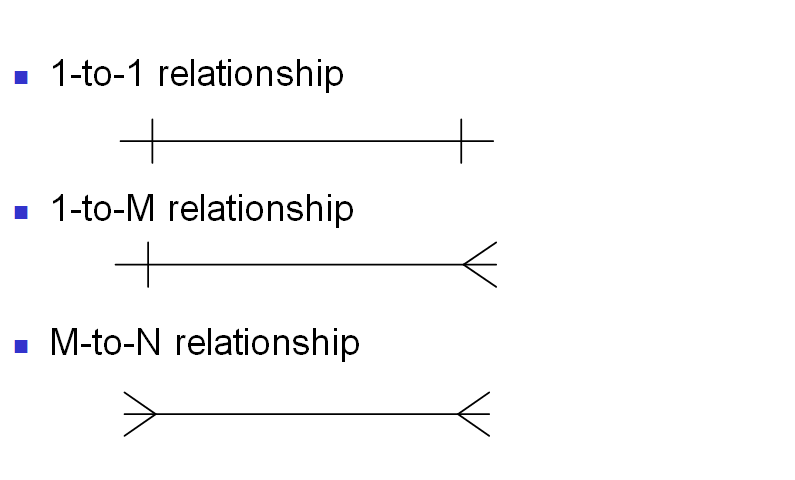 1-to-1 relationship
1-to-M relationship
M-to-N relationship